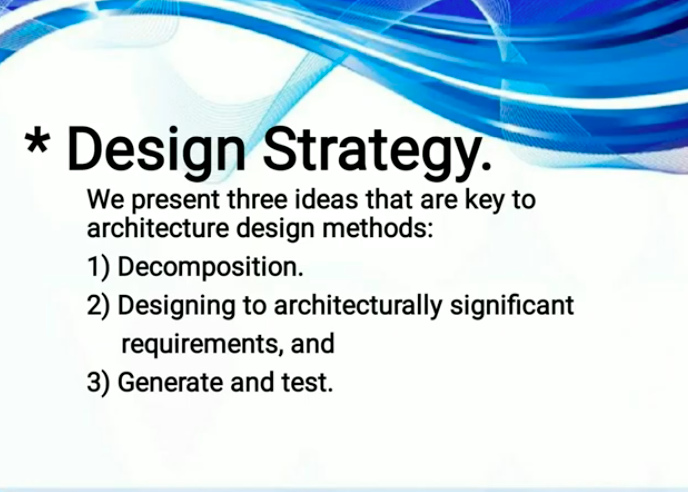 * Design Strategy.
We present three ideas that are key to
architecture design methods:
1) Decomposition.
2) Designing to architecturally significant
requirements, and
3) Generate and test.